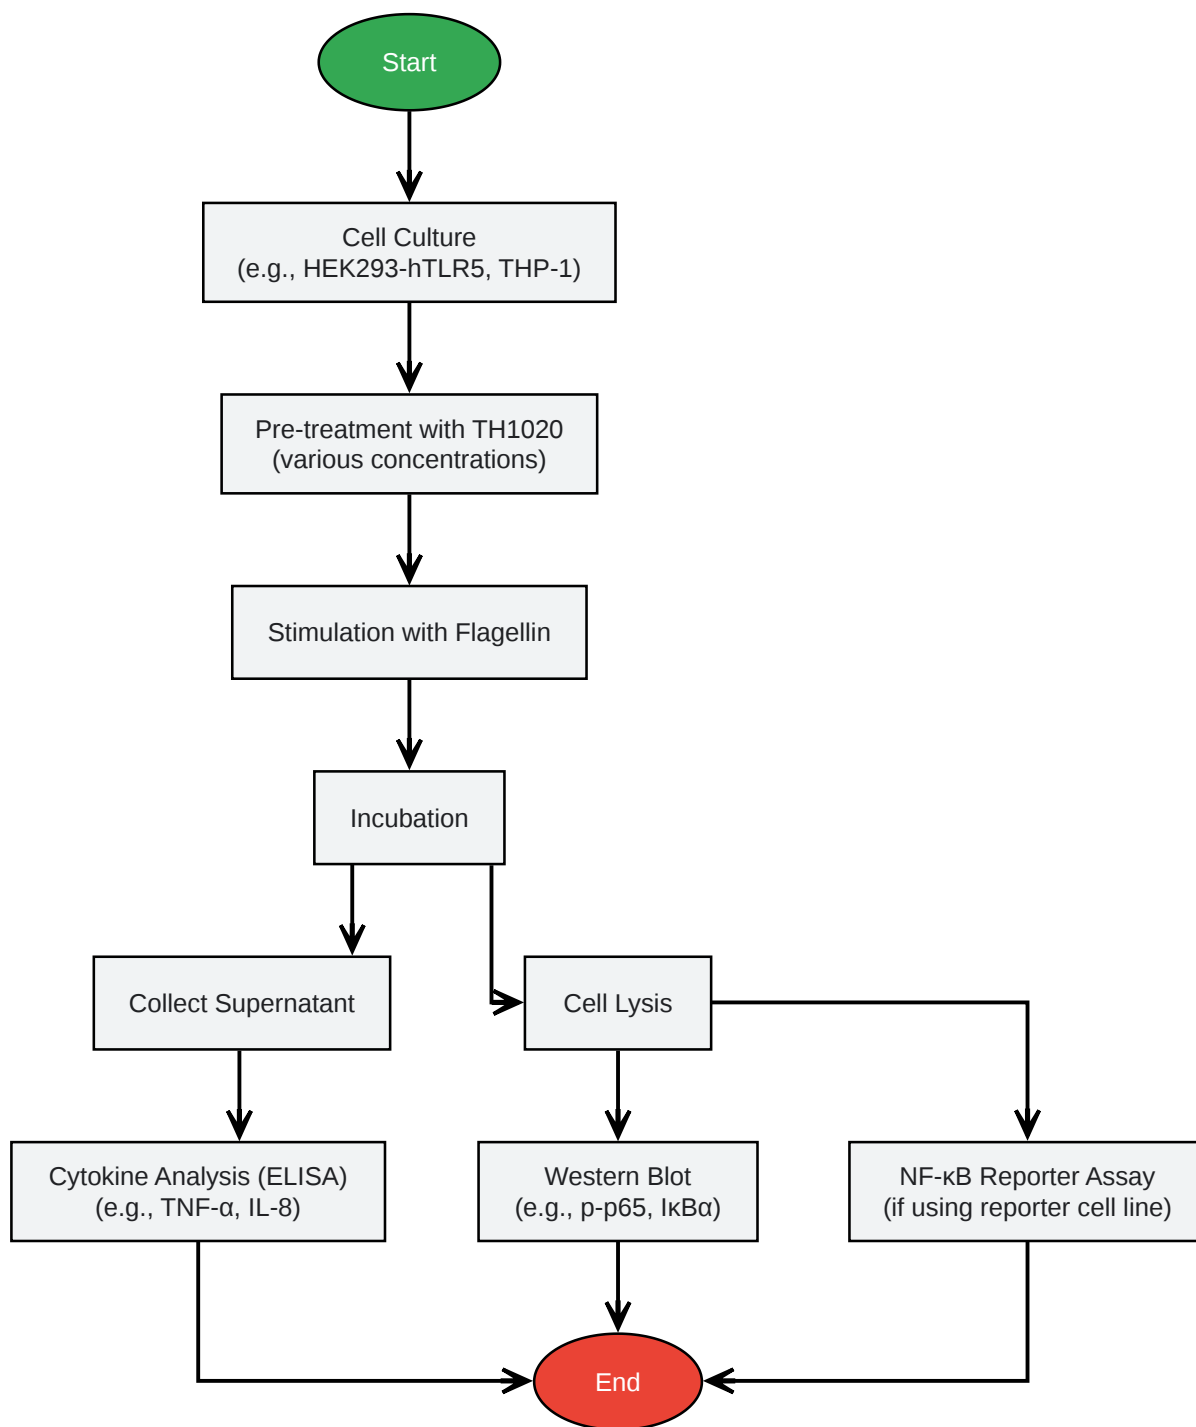 Start
Cell Culture
(e.g., HEK293-hTLR5, THP-1)
Pre-treatment with TH1020
(various concentrations)
Stimulation with Flagellin
Incubation
Collect Supernatant
Cell Lysis
Cytokine Analysis (ELISA)
(e.g., TNF-α, IL-8)
Western Blot
(e.g., p-p65, IκBα)
NF-κB Reporter Assay
(if using reporter cell line)
End